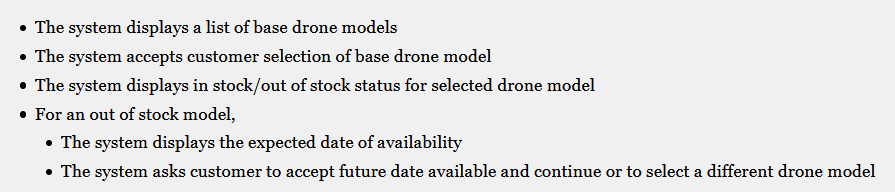 The system displays a list of base drone models
The system accepts customer selection of base drone model
The system displays in stock/out of stock status for selected drone model
For an out of stock model,
The system displays the expected date of availability
The system asks customer to accept future date available and continue or to select a different drone model